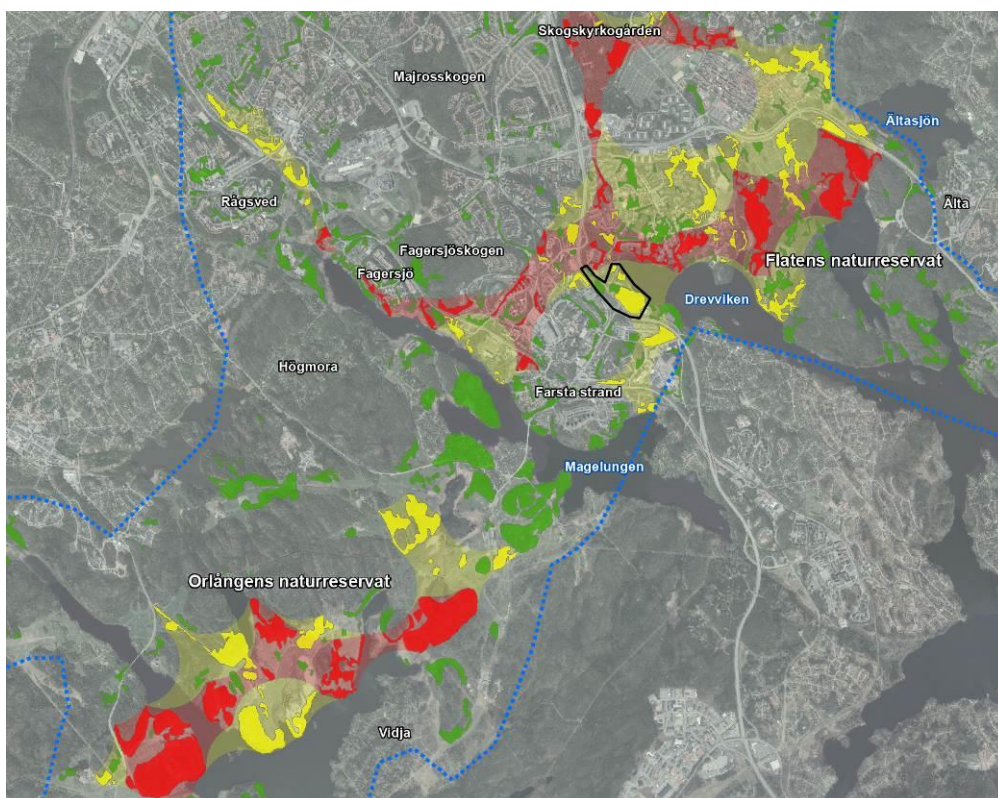 Skogskyrkogården
Majrosskogen
Ältasjön
Rågsved
Älta
Fagersjöskogen
Flatens naturreservat
Fagersjö
Drevviken
Högmora
Farsta strand
Magelungen
Orlångens naturreservat
Vidja